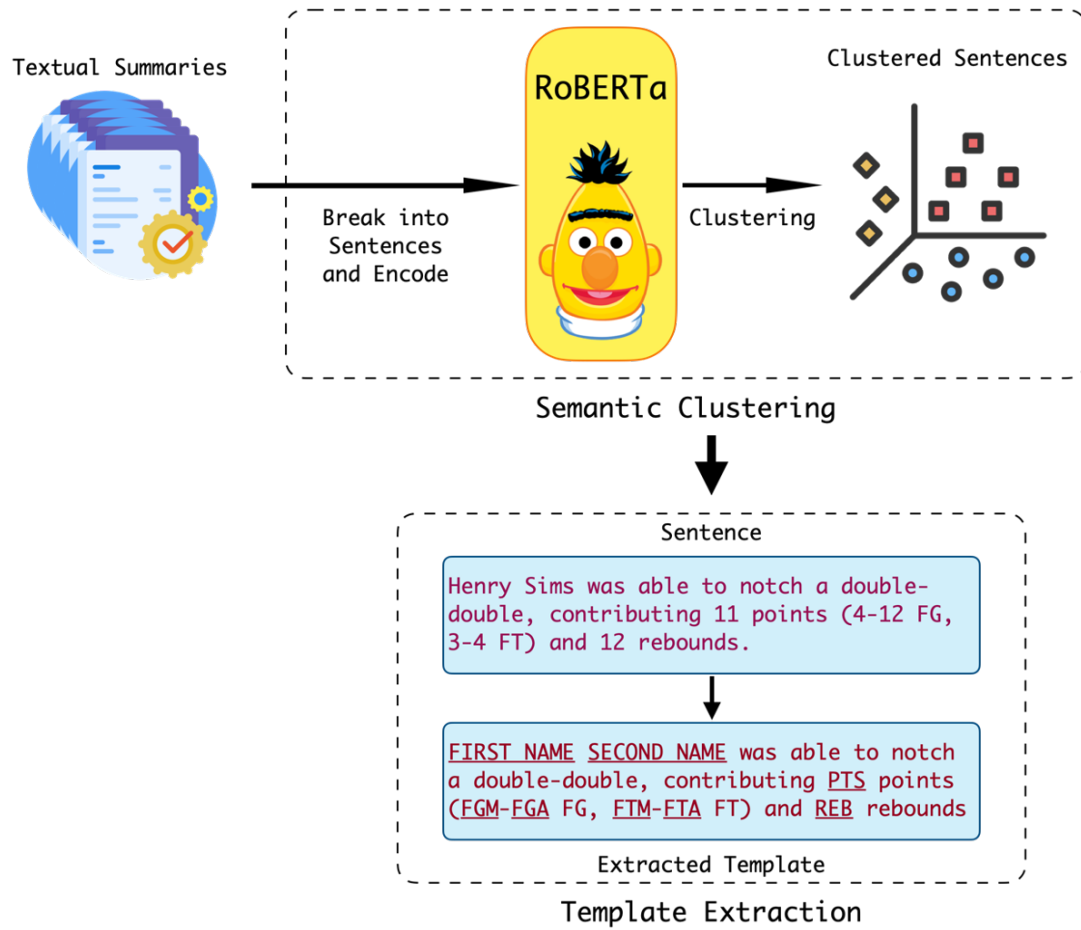 Textual Summaries
Break into
Sentences
and Encode
RoBERTa
Clustering
Clustered Sentences
Semantic Clustering
Sentence
Henry Sims was able to notch a double-
double, contributing 11 points (4-12 FG,
3-4 FT) and 12 rebounds.
FIRST NAME SECOND NAME was able to notch
a double-double, contributing PTS points
(FGM-FGA FG, FTM-FTA FT) and REB rebounds
Extracted Template
Template Extraction